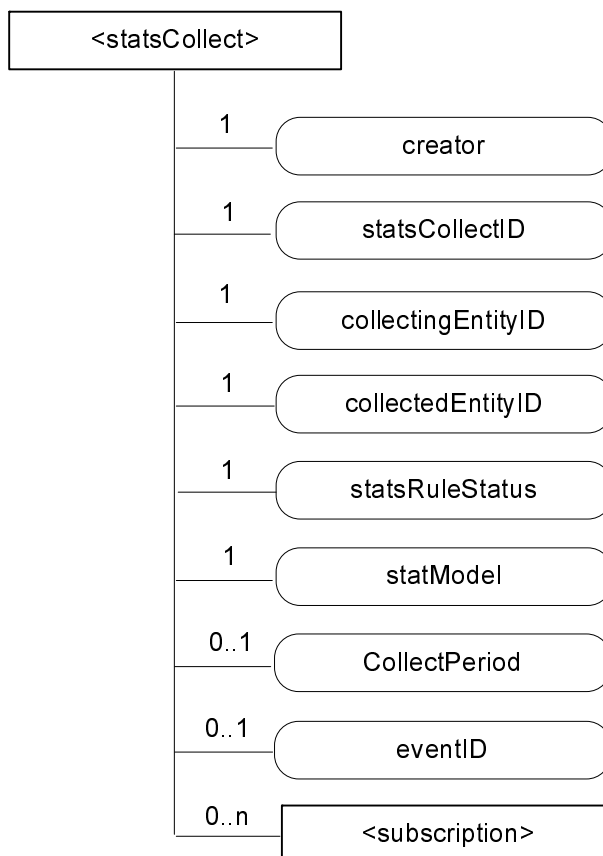 <statsCollect>
1
creator
1
statsCollectID
1
collectingEntityID
1
collectedEntityID
1
statsRuleStatus
1
statModel
0..1
CollectPeriod
0..1
eventID
0..n
<subscription>